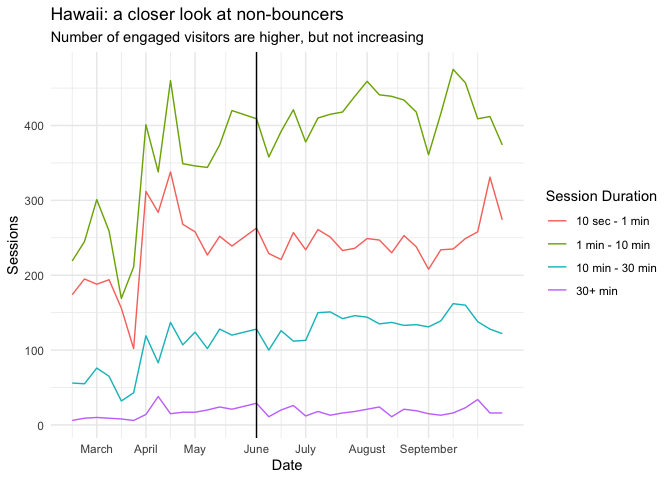 Hawaii: a closer look at non-bouncers
Number of engaged visitors are higher, but not increasing
Sessions
400
300
200
100
0
March April May June July August September
Date
Session Duration
10 sec - 1 min
1 min - 10 min
10 min - 30 min
30+ min